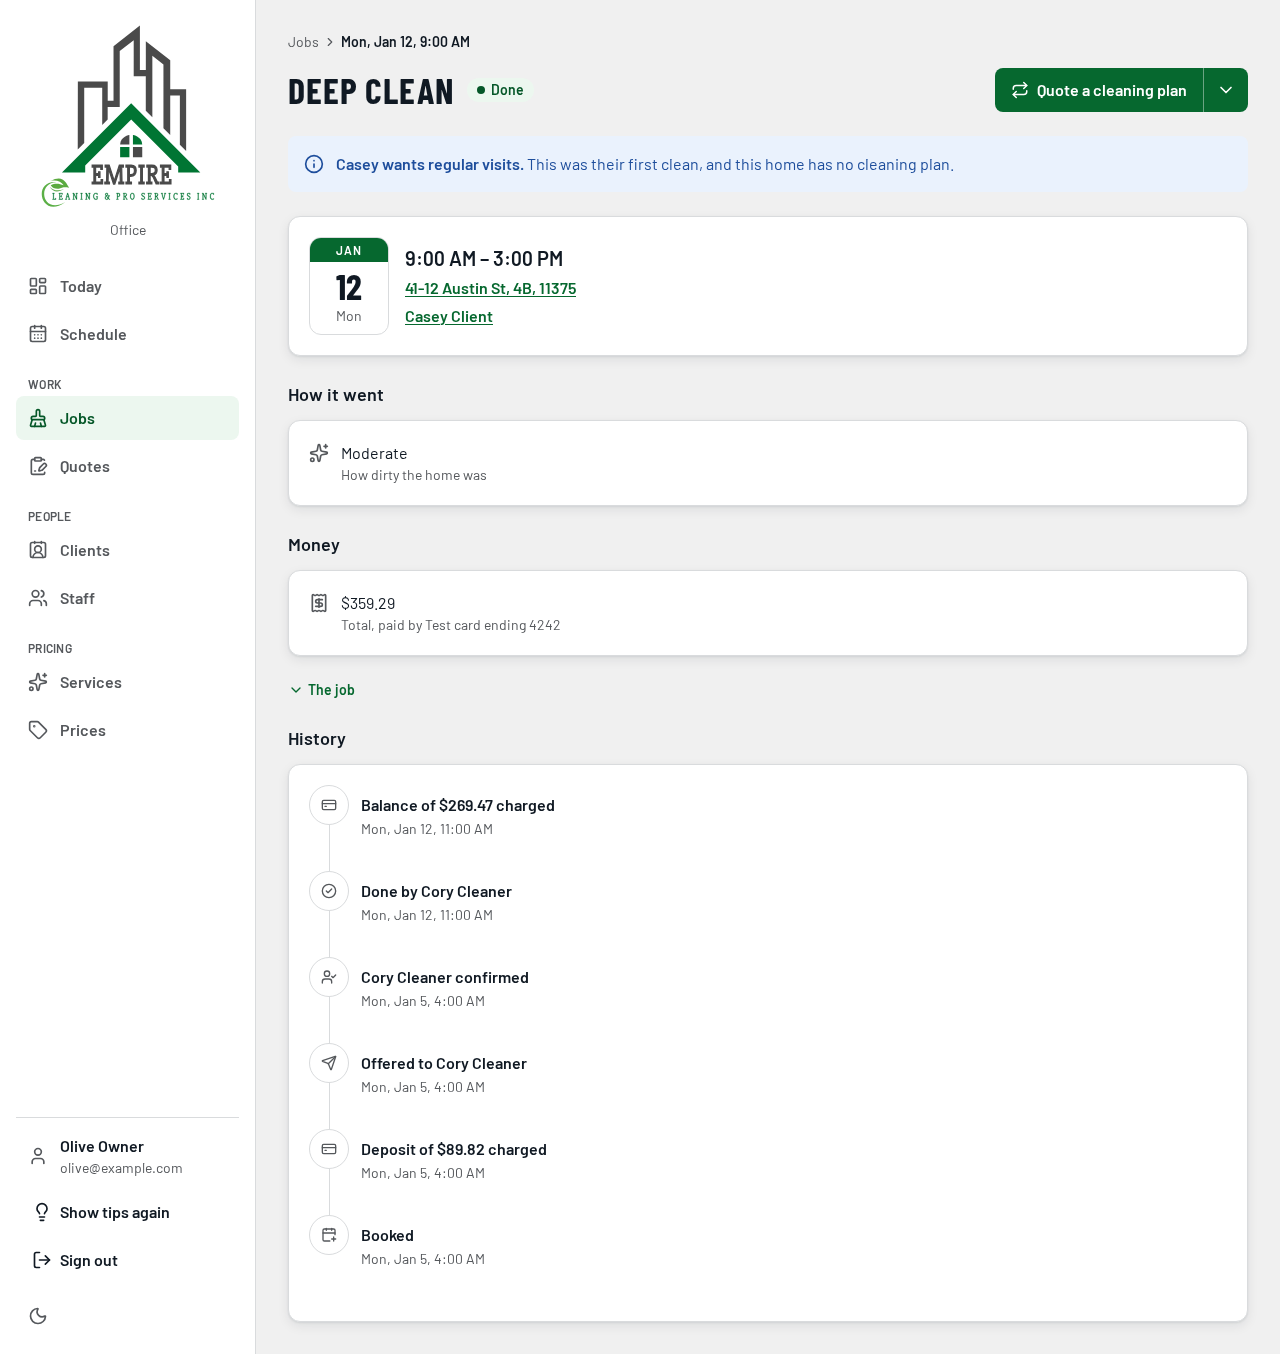 EMPIRE
LEANING & PRO SERVICES INC
Office
Today
Schedule
WORK
Jobs
Quotes
PEOPLE
Clients
Staff
PRICING
Services
Prices
Olive Owner
olive@example.com
Show tips again
Sign out
Jobs > Mon, Jan 12, 9:00 AM
DEEP CLEAN
Done
Quote a cleaning plan
Casey wants regular visits. This was their first clean, and this home has no cleaning plan.
JAN
12
Mon
9:00 AM – 3:00 PM
41-12 Austin St, 4B, 11375
Casey Client
How it went
Moderate
How dirty the home was
Money
$359.29
Total, paid by Test card ending 4242
The job
History
Balance of $269.47 charged
Mon, Jan 12, 11:00 AM
Done by Cory Cleaner
Mon, Jan 12, 11:00 AM
Cory Cleaner confirmed
Mon, Jan 5, 4:00 AM
Offered to Cory Cleaner
Mon, Jan 5, 4:00 AM
Deposit of $89.82 charged
Mon, Jan 5, 4:00 AM
Booked
Mon, Jan 5, 4:00 AM